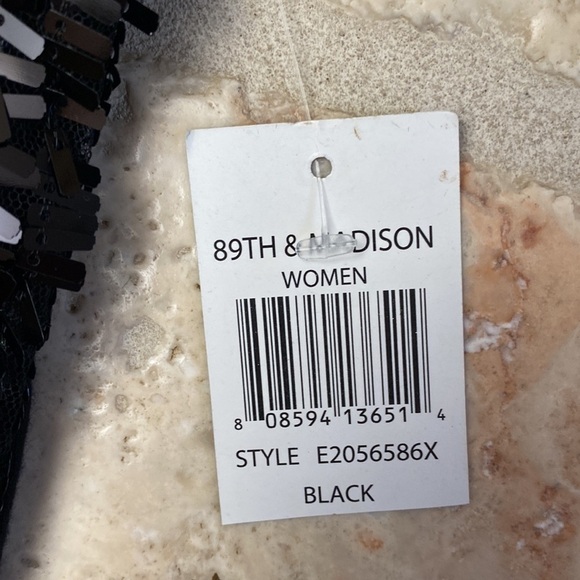 89TH & MADISON
WOMEN
8 08594 13651 4
STYLE E2056586X
BLACK